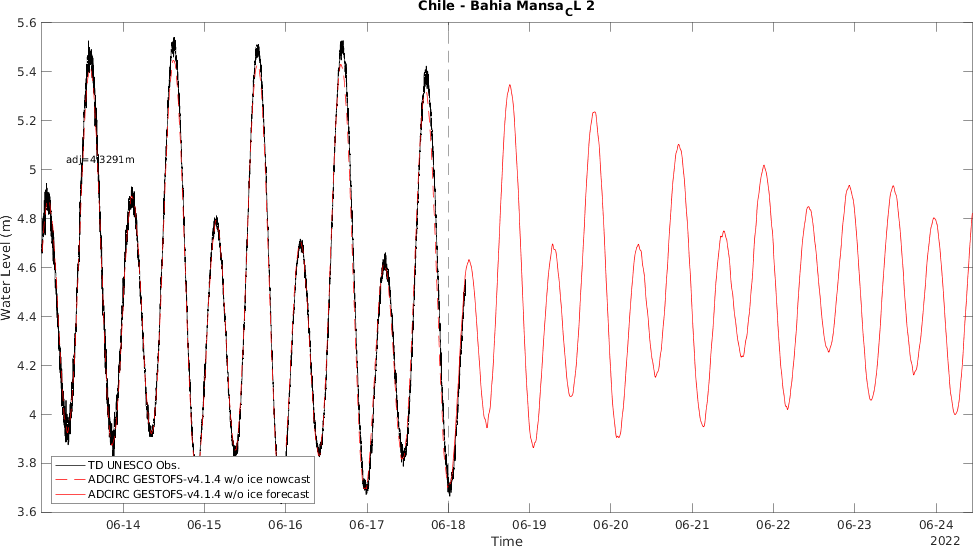 Chile - Bahia Mansa_CL 2
5.6
5.4
5.2
5
4.8
4.6
4.4
4.2
4
3.8
3.6
Water Level (m)
adj=4.3291m
TD UNESCO Obs.
ADCIRC GESTOFS-v4.1.4 w/o ice nowcast
ADCIRC GESTOFS-v4.1.4 w/o ice forecast
06-14 06-15 06-16 06-17 06-18 06-19 06-20 06-21 06-22 06-23 06-24
Time
2022